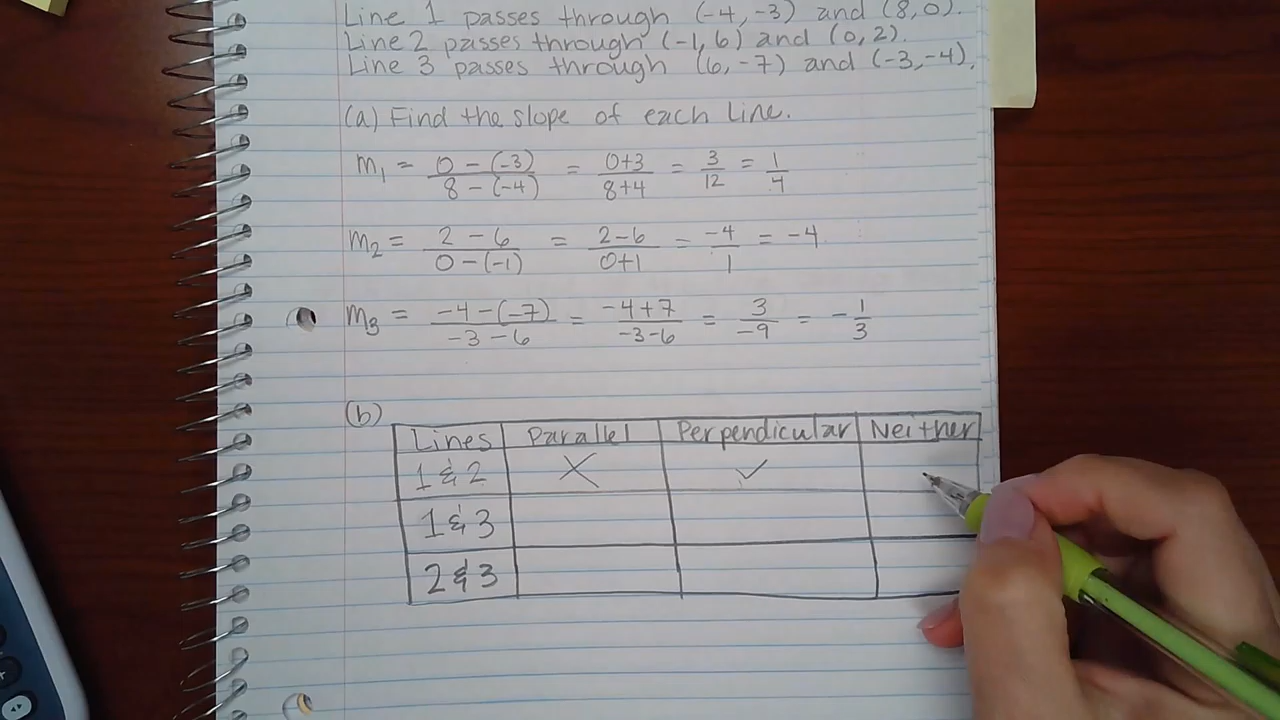 Line 1 passes through (-4, -3) and (8, 0).
Line 2 passes through (-1, 6) and (0, 2).
Line 3 passes through (6, -7) and (-3, -4).
(a) Find the slope of each line.
m₁ = (0 - (-3))/(8 - (-4)) = (0+3)/(8+4) = 3/12 = 1/4
m₂ = (2 - 6)/(0 - (-1)) = (2-6)/(0+1) = -4/1 = -4
m₃ = (-4 - (-7))/(-3 - 6) = (-4+7)/(-3-6) = 3/-9 = -1/3
(b)
Lines Parallel Perpendicular Neither
1 & 2 X ✓
1 & 3
2 & 3